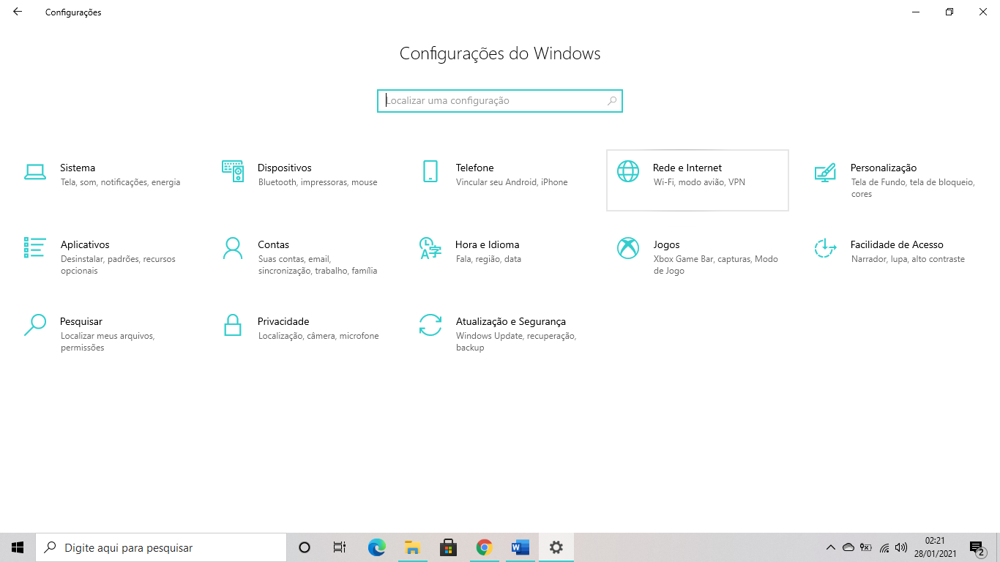 Configurações
Configurações do Windows
Localizar uma configuração
Sistema
Tela, som, notificações, energia
Dispositivos
Bluetooth, impressoras, mouse
Telefone
Vincular seu Android, iPhone
Rede e Internet
Wi-Fi, modo avião, VPN
Personalização
Tela de Fundo, tela de bloqueio,
cores
Aplicativos
Desinstalar, padrões, recursos
opcionais
Contas
Suas contas, email,
sincronização, trabalho, família
Hora e Idioma
Fala, região, data
Jogos
Xbox Game Bar, capturas, Modo
de Jogo
Facilidade de Acesso
Narrador, lupa, alto contraste
Pesquisar
Localizar meus arquivos,
permissões
Privacidade
Localização, câmera, microfone
Atualização e Segurança
Windows Update, recuperação,
backup
Digite aqui para pesquisar
02:21
28/01/2021
2